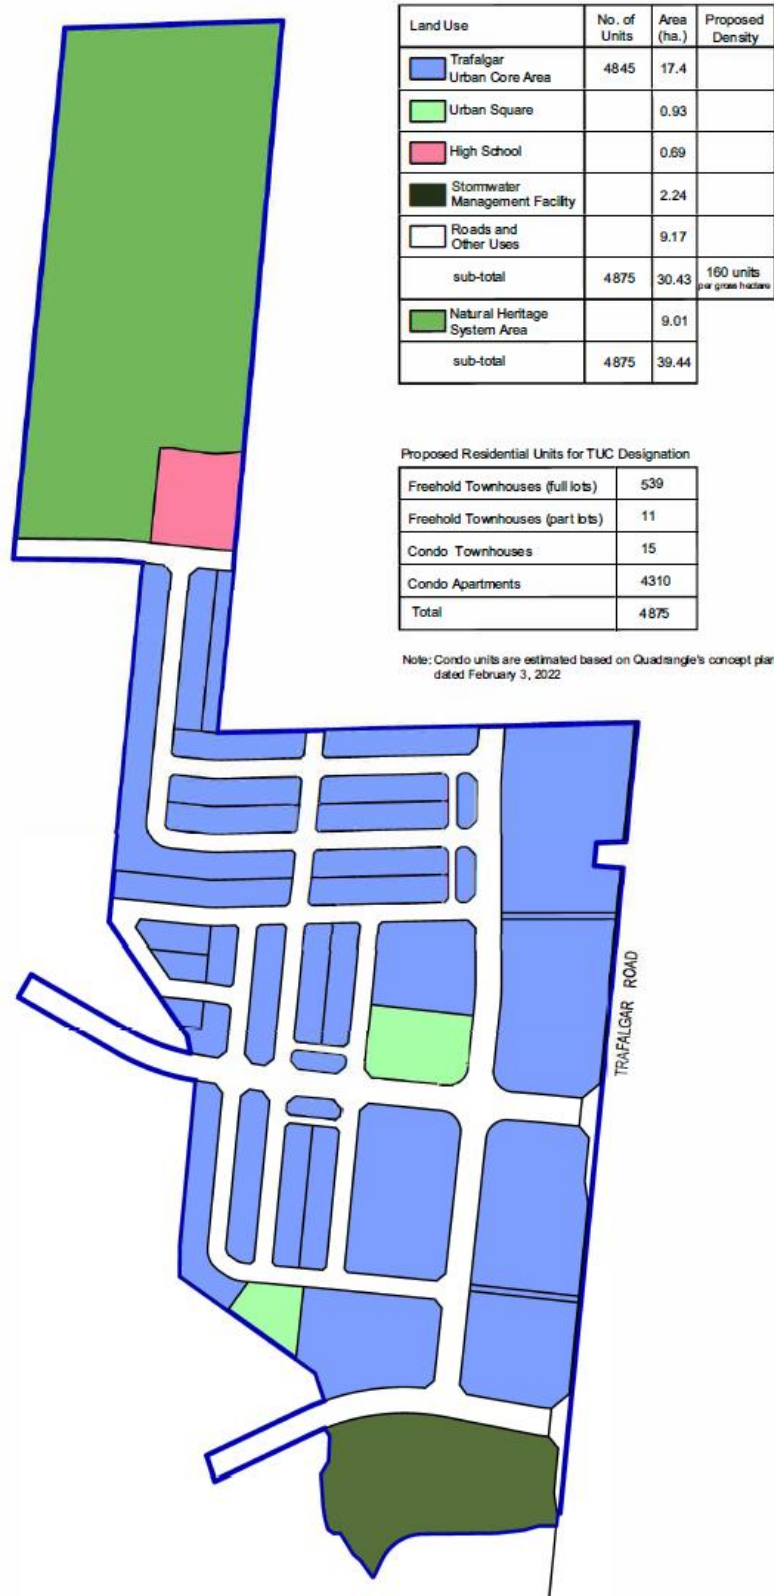 Land Use No. of Units Area (ha.) Proposed Density
Trafalgar Urban Core Area 4845 17.4
Urban Square 0.93
High School 0.69
Stormwater Management Facility 2.24
Roads and Other Uses 9.17
sub-total 4875 30.43 160 units per gross hectare
Natural Heritage System Area 9.01
sub-total 4875 39.44
Proposed Residential Units for TUC Designation
Freehold Townhouses (full lots) 539
Freehold Townhouses (part lots) 11
Condo Townhouses 15
Condo Apartments 4310
Total 4875
Note: Condo units are estimated based on Quadrangle's concept plan
dated February 3, 2022
TRAFALGAR ROAD